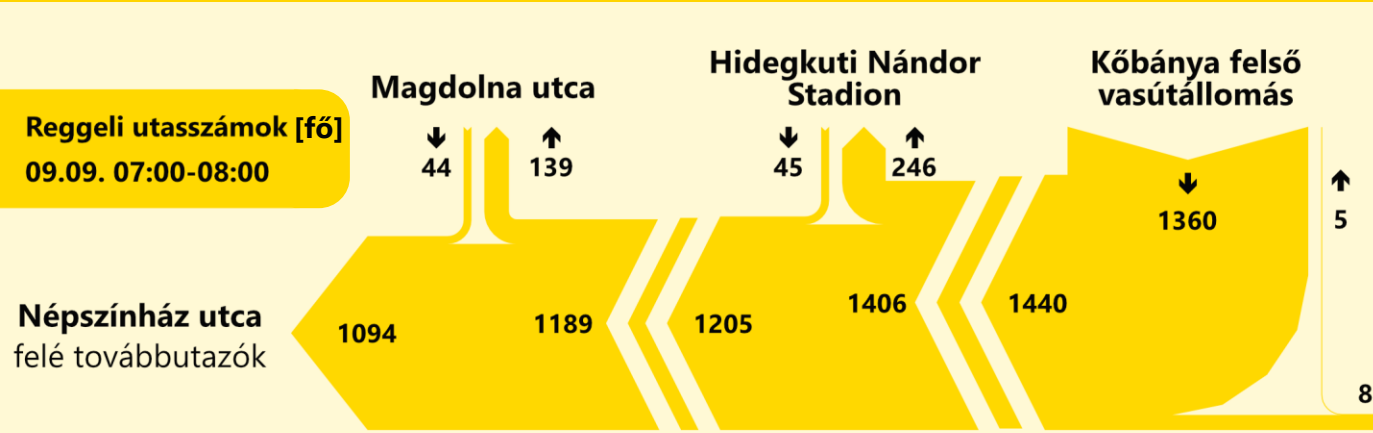 Reggeli utasszámok [fő]
09.09. 07:00-08:00
Magdolna utca
44
139
Hidegkuti Nándor
Stadion
45
246
Kőbánya felső
vasútállomás
1360
5
Népszínház utca
felé továbbutazók
1094
1189
1205
1406
1440
8